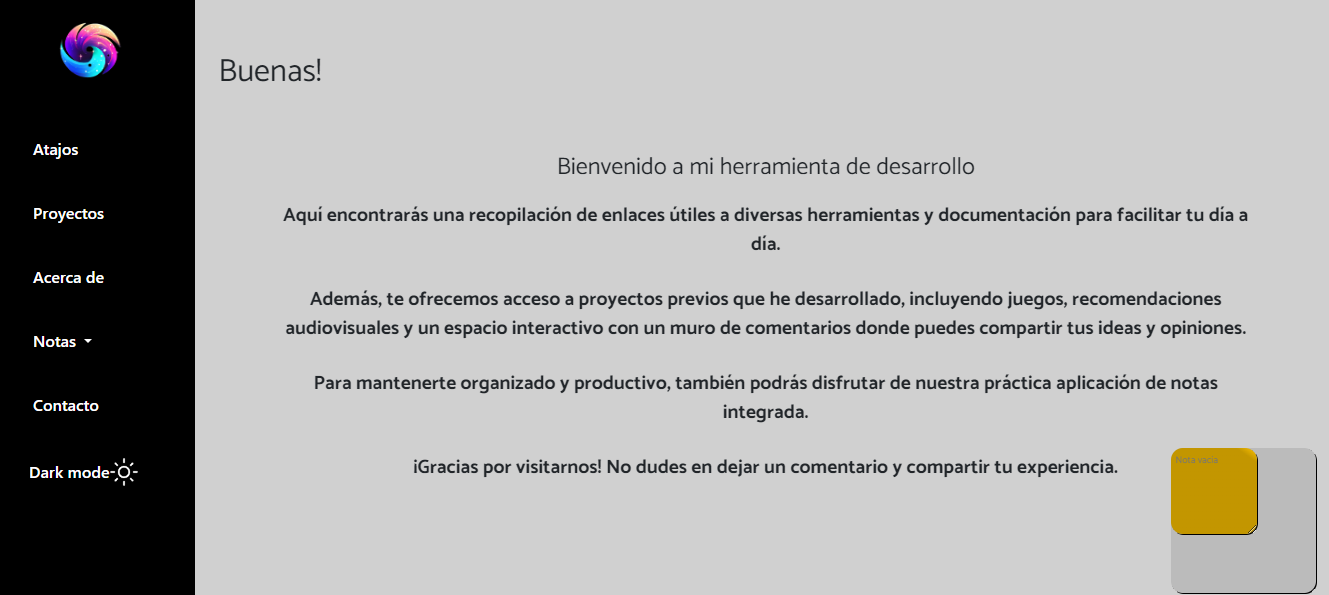 Atajos
Proyectos
Acerca de
Notas
Contacto
Dark mode
Buenas!
Bienvenido a mi herramienta de desarrollo
Aquí encontrarás una recopilación de enlaces útiles a diversas herramientas y documentación para facilitar tu día a
día.
Además, te ofrecemos acceso a proyectos previos que he desarrollado, incluyendo juegos, recomendaciones
audiovisuales y un espacio interactivo con un muro de comentarios donde puedes compartir tus ideas y opiniones.
Para mantenerte organizado y productivo, también podrás disfrutar de nuestra práctica aplicación de notas
integrada.
¡Gracias por visitarnos! No dudes en dejar un comentario y compartir tu experiencia.
Nota vacía